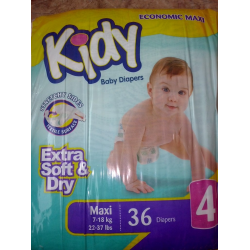 ECONOMIC MAXI
Kidy
Baby Diapers
Extra
Soft &
Dry
Maxi
7-18 kg
22-37 lbs
36 Diapers
4